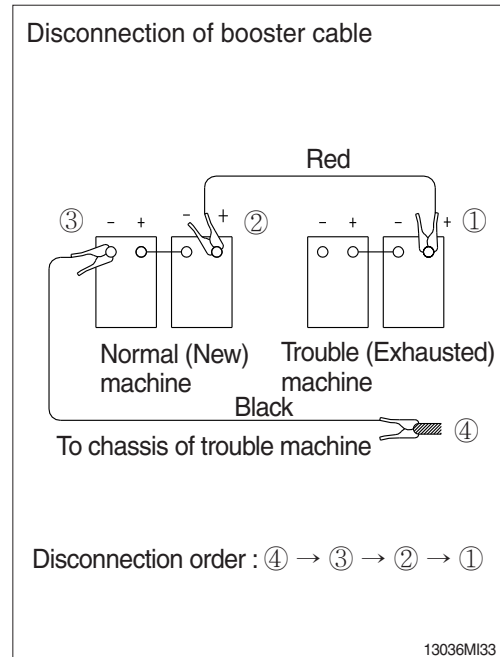 Disconnection of booster cable
Red
③ - + - + ② - + - + ①
Normal (New)
machine
Trouble (Exhausted)
machine
Black
To chassis of trouble machine ④
Disconnection order : ④ → ③ → ② → ①
13036MI33